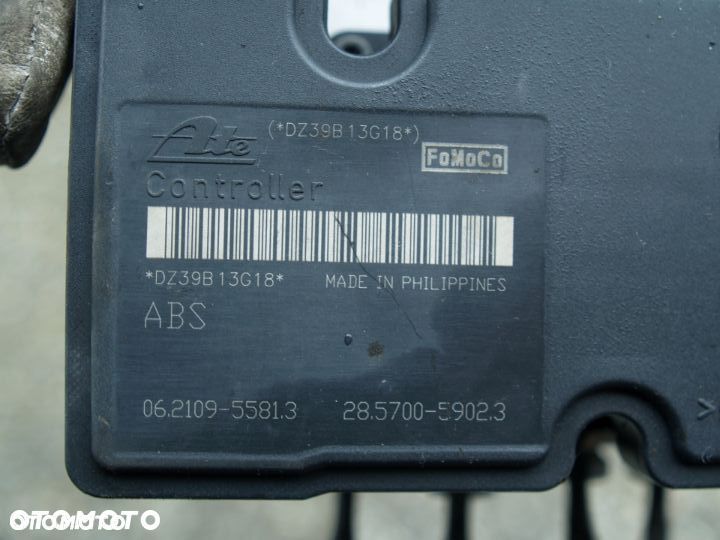 Ate (*DZ39B13G18*)
FoMoCo
Controller
*DZ39B13G18* MADE IN PHILIPPINES
ABS
06.2109-5581.3 28.5700-5902.3
OTOMOTO